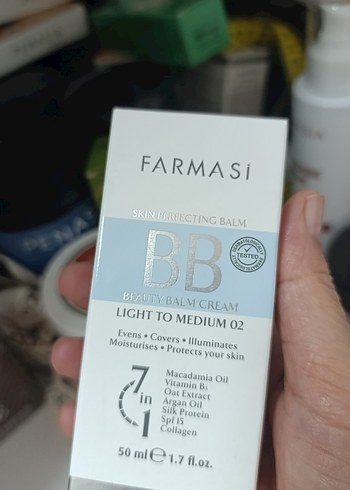 FARMASi
SKIN PERFECTING BALM
BB
DERMATOLOGICALLY
TESTED
BEAUTY BALM CREAM
LIGHT TO MEDIUM 02
Evens • Covers • Illuminates
Moisturises • Protects your skin
7
in
1
Macadamia Oil
Vitamin B5
Oat Extract
Argan Oil
Silk Protein
Spf 15
Collagen
50 ml ℮ 1.7 fl.oz.